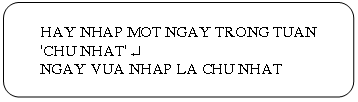 HAY NHAP MOT NGAY TRONG TUAN
'CHU NHAT' ↵
NGAY VUA NHAP LA CHU NHAT